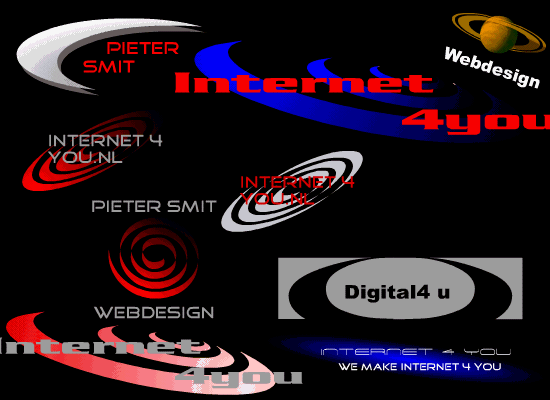 PIETER
SMIT
Webdesign
Internet
4you
INTERNET 4
YOU.NL
INTERNET 4
YOU.NL
PIETER SMIT
WEBDESIGN
Digital4 u
Internet
4you
INTERNET 4 YOU
WE MAKE INTERNET 4 YOU